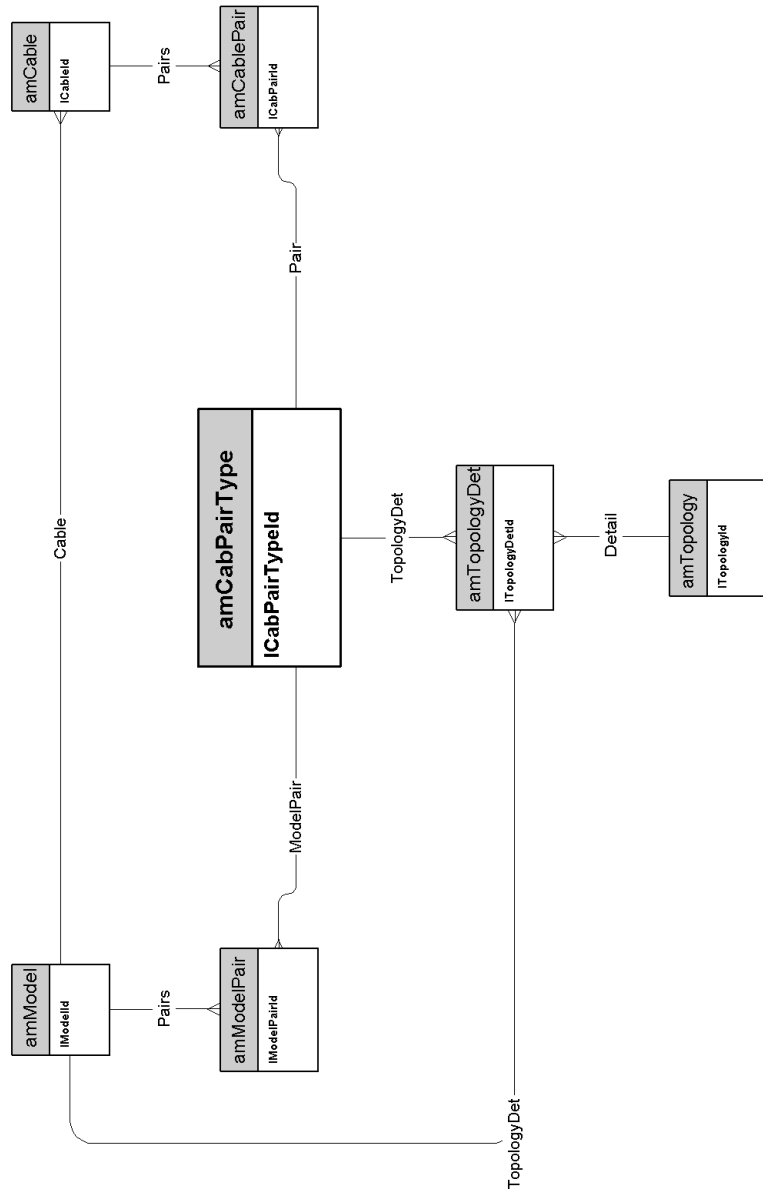 amModel
lModelId
Cable
amCable
lCableId
Pairs
Pairs
amModelPair
lModelPairId
amCabPairType
lCabPairTypeId
amCablePair
lCabPairId
ModelPair
Pair
TopologyDet
amTopologyDet
lTopologyDetId
TopologyDet
Detail
amTopology
lTopologyId